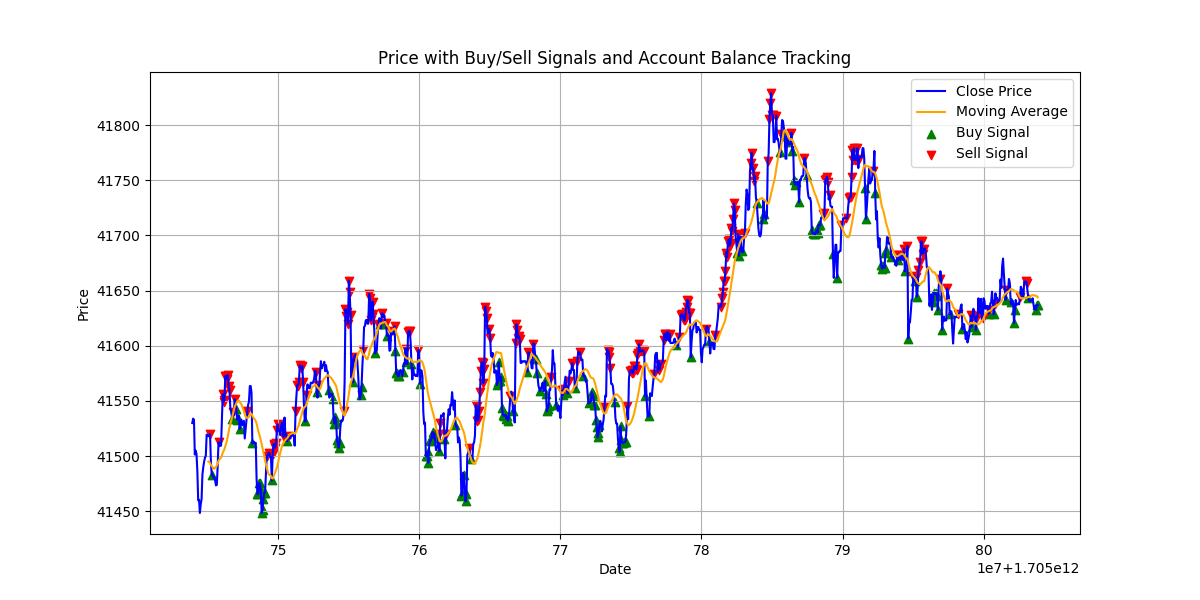 Price with Buy/Sell Signals and Account Balance Tracking
Close Price
Moving Average
Buy Signal
Sell Signal
41800
41750
41700
41650
41600
41550
41500
41450
Price
75 76 77 78 79 80
1e7+1.705e12
Date